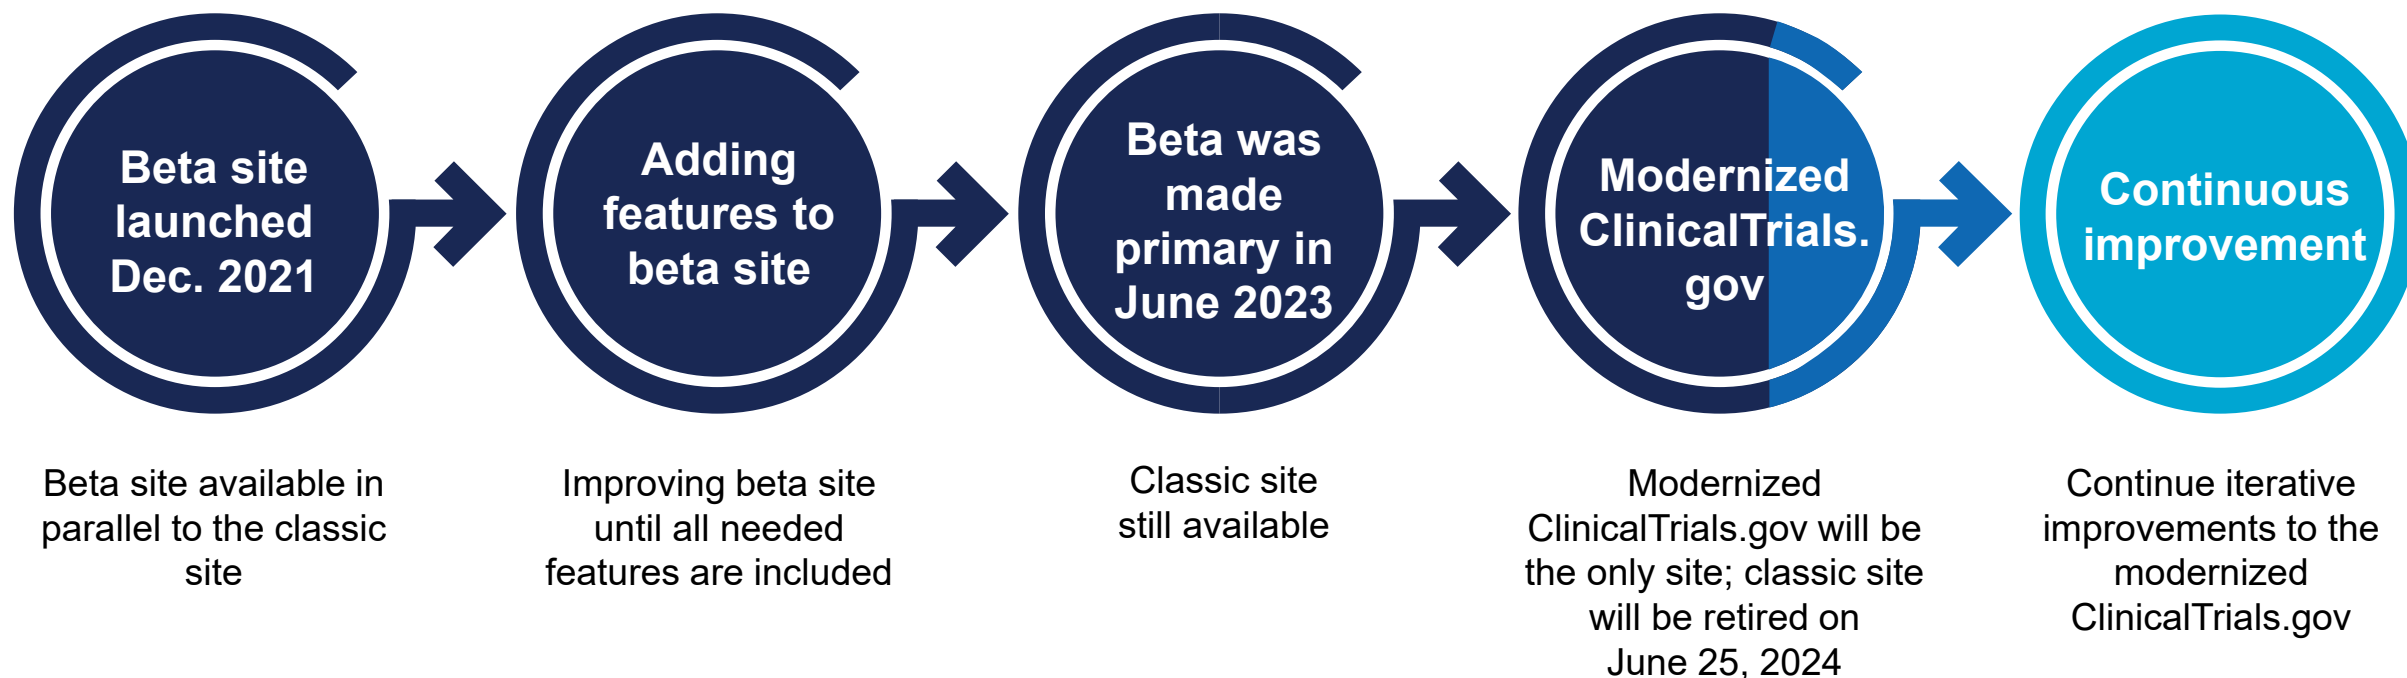 Beta site
launched
Dec. 2021
Adding
features to
beta site
Beta was
made
primary in
June 2023
Modernized
ClinicalTrials.
gov
Continuous
improvement
Beta site available in
parallel to the classic
site
Improving beta site
until all needed
features are included
Classic site
still available
Modernized
ClinicalTrials.gov will be
the only site; classic site
will be retired on
June 25, 2024
Continue iterative
improvements to the
modernized
ClinicalTrials.gov